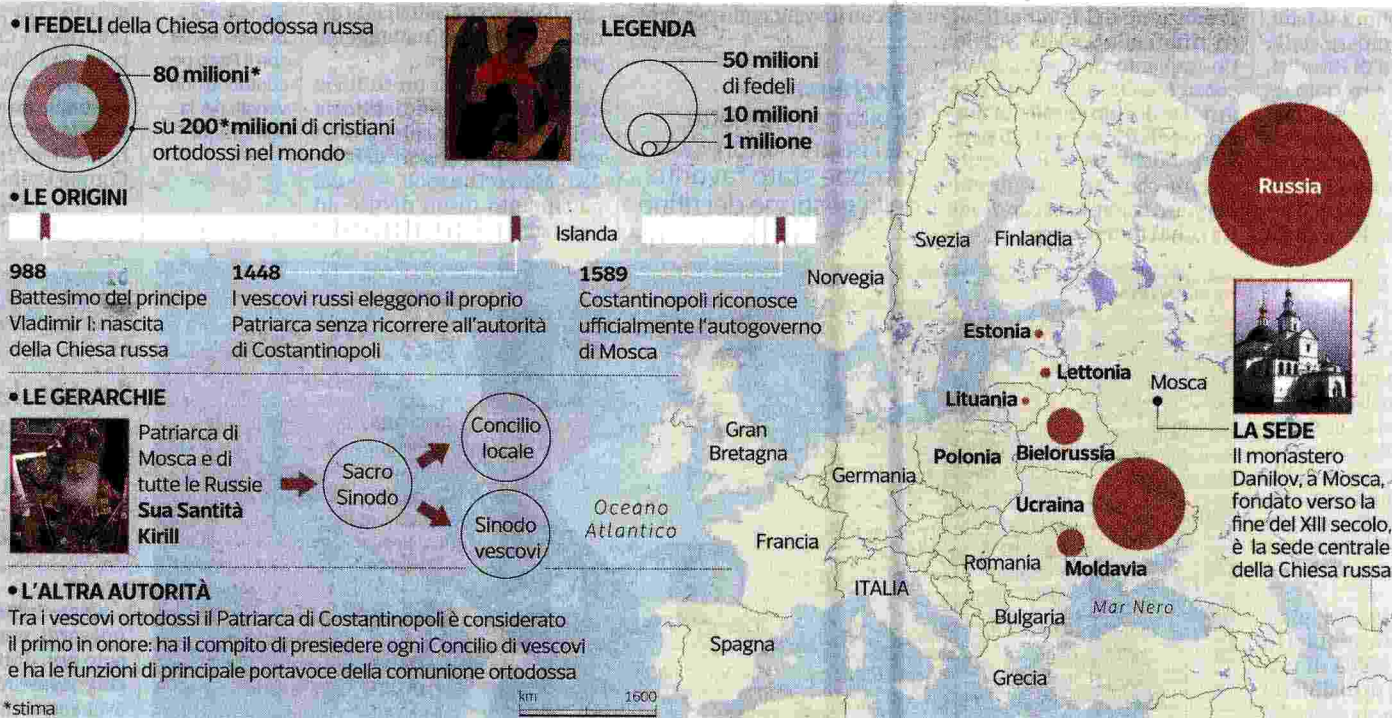 • I FEDELI della Chiesa ortodossa russa
80 milioni*
su 200*milioni di cristiani
ortodossi nel mondo
LEGENDA
50 milioni
di fedeli
10 milioni
1 milione
• LE ORIGINI
988
Battesimo del principe
Vladimir I: nascita
della Chiesa russa
1448
I vescovi russi eleggono il proprio
Patriarca senza ricorrere all'autorità
di Costantinopoli
1589
Costantinopoli riconosce
ufficialmente l'autogoverno
di Mosca
• LE GERARCHIE
Patriarca di
Mosca e di
tutte le Russie
Sua Santità
Kirill
Sacro
Sinodo
Concilio
locale
Sinodo
vescovi
• L'ALTRA AUTORITÀ
Tra i vescovi ortodossi il Patriarca di Costantinopoli è considerato
il primo in onore: ha il compito di presiedere ogni Concilio di vescovi
e ha le funzioni di principale portavoce della comunione ortodossa
*stima
km 1600
Islanda
Norvegia
Svezia
Finlandia
Russia
Estonia
Lettonia
Lituania
Mosca
Gran
Bretagna
Germania
Polonia
Bielorussia
Ucraina
Oceano
Atlantico
Francia
Romania
Moldavia
ITALIA
Bulgaria
Mar Nero
Spagna
Grecia
LA SEDE
Il monastero
Danilov, a Mosca,
fondato verso la
fine del XIII secolo,
è la sede centrale
della Chiesa russa